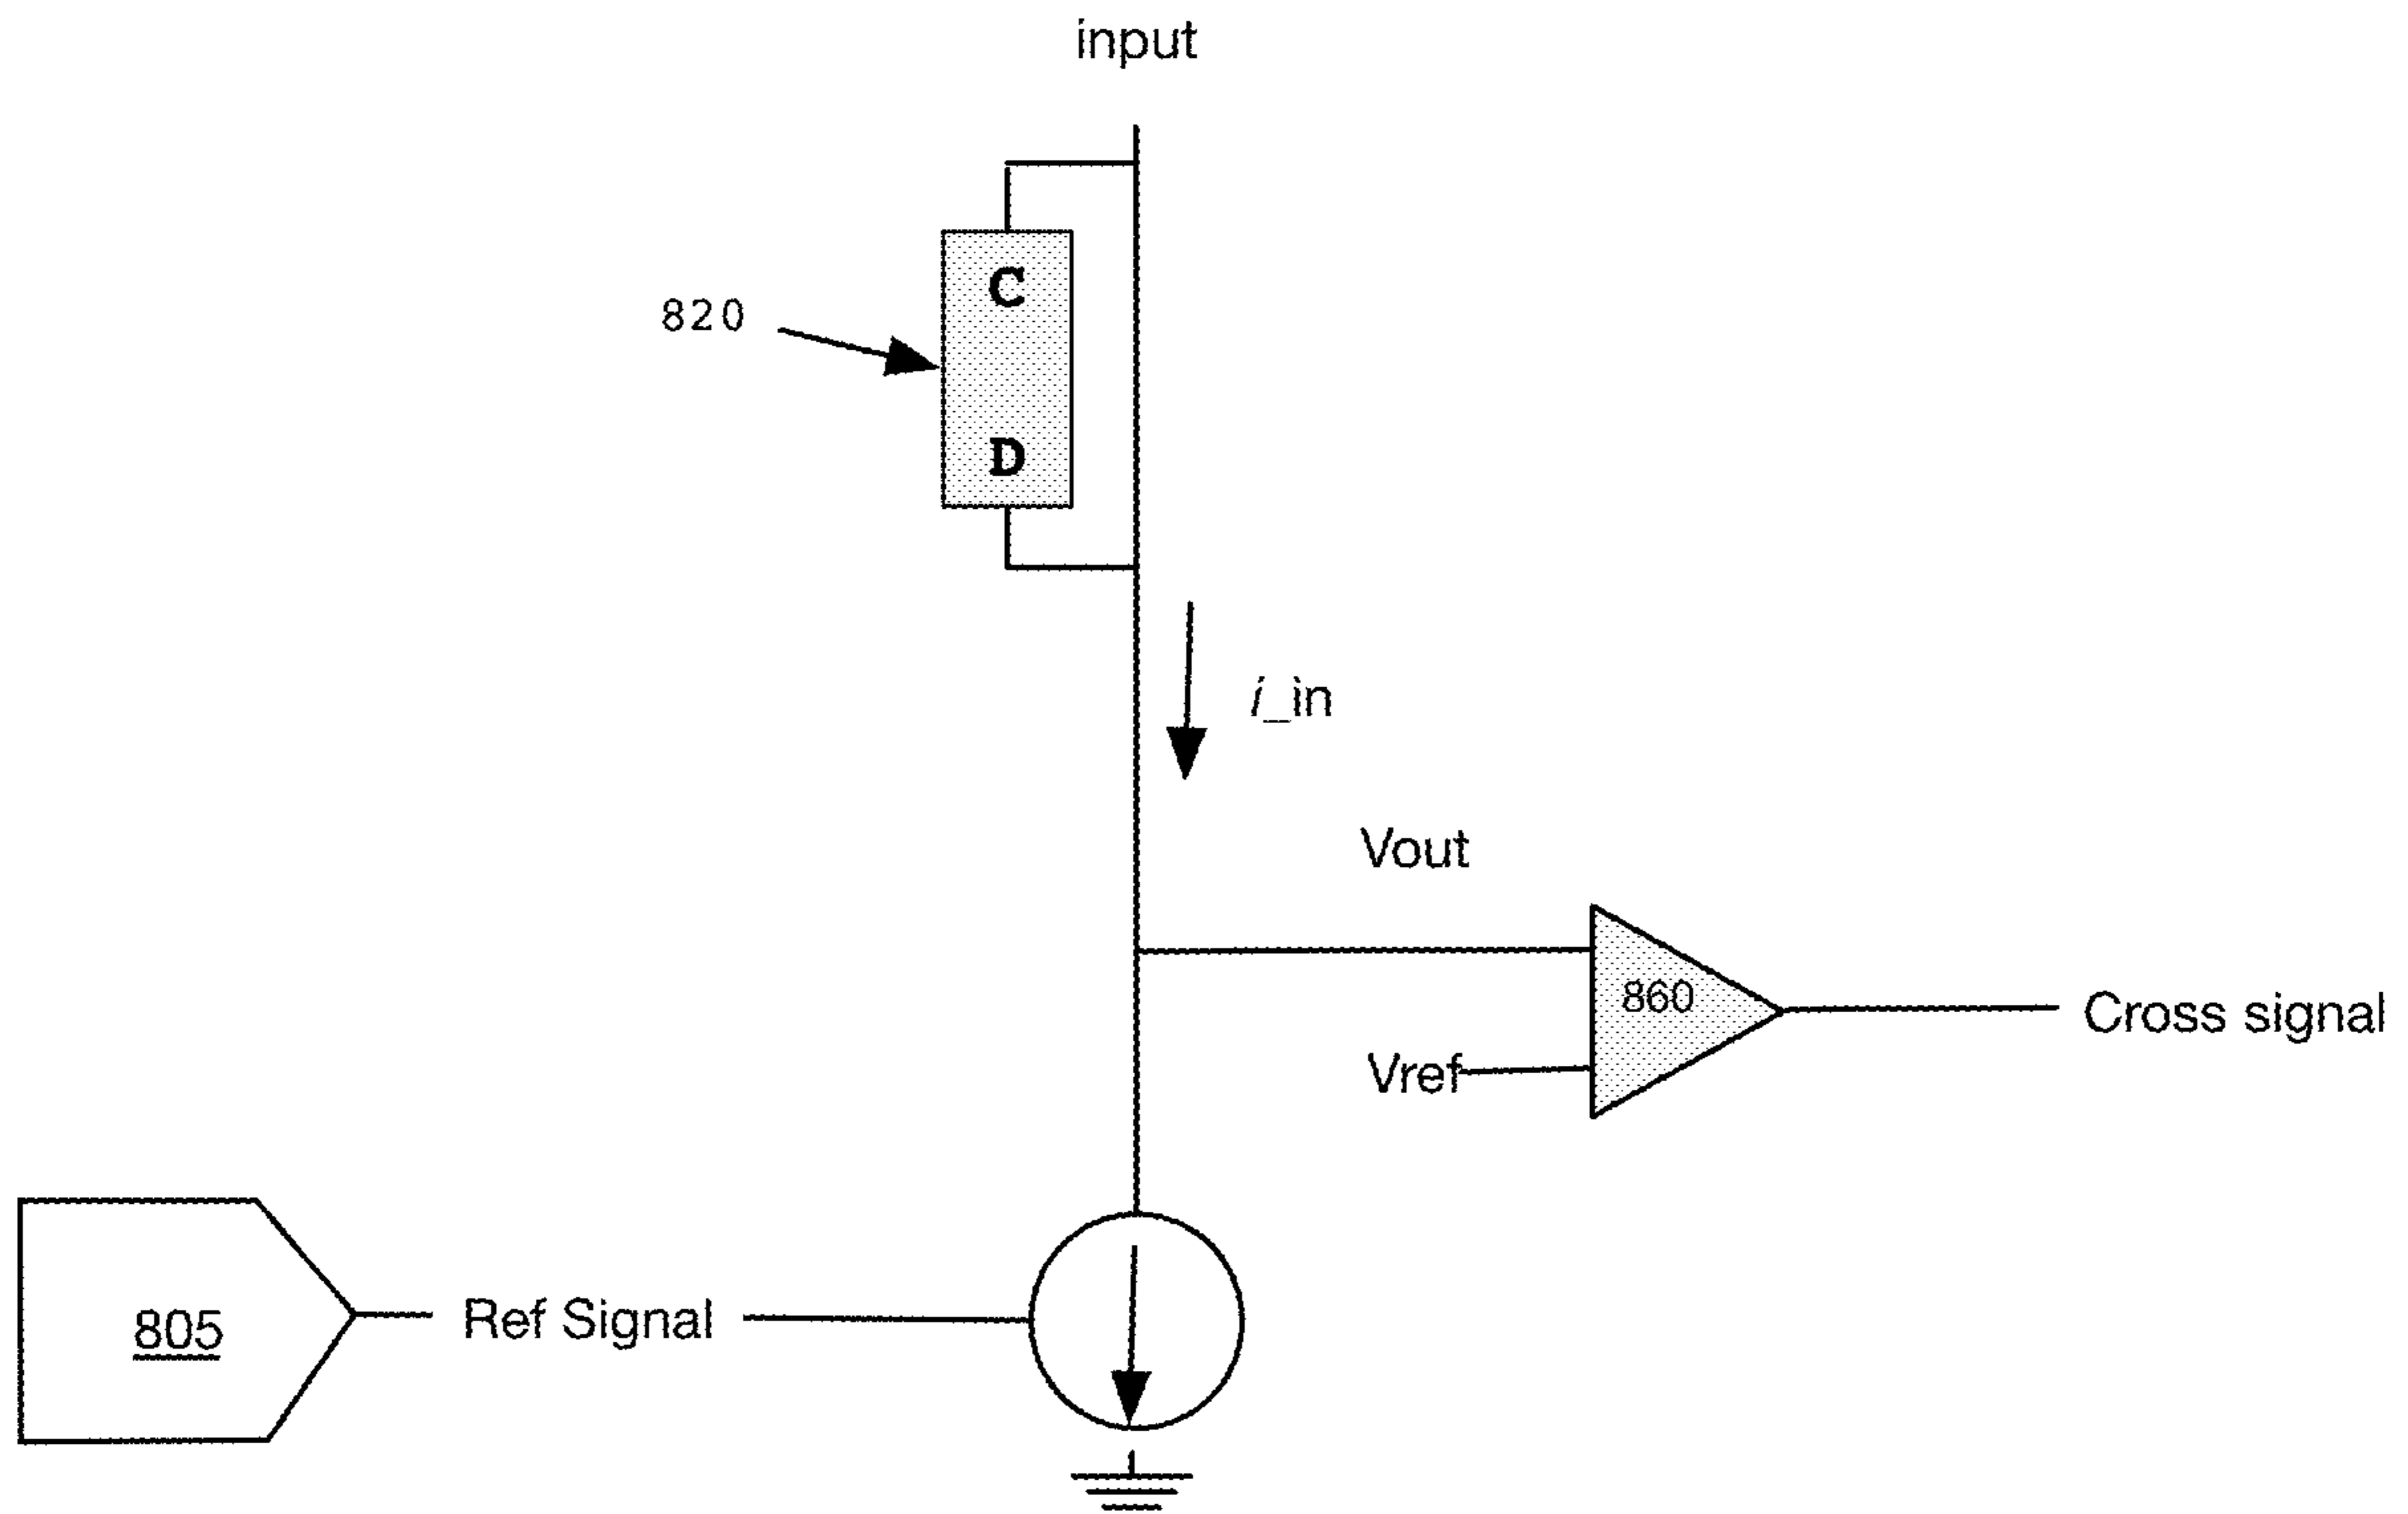 input
C
820
D
i_in
Vout
860
Cross signal
Vref
805
Ref Signal